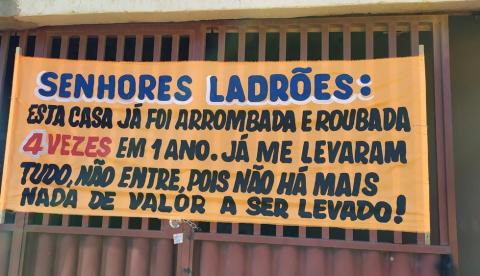 SENHORES LADRÕES:
ESTA CASA JÁ FOI ARROMBADA E ROUBADA
4 VEZES EM 1 ANO. JÁ ME LEVARAM
TUDO, NÃO ENTRE, POIS NÃO HÁ MAIS
NADA DE VALOR A SER LEVADO!